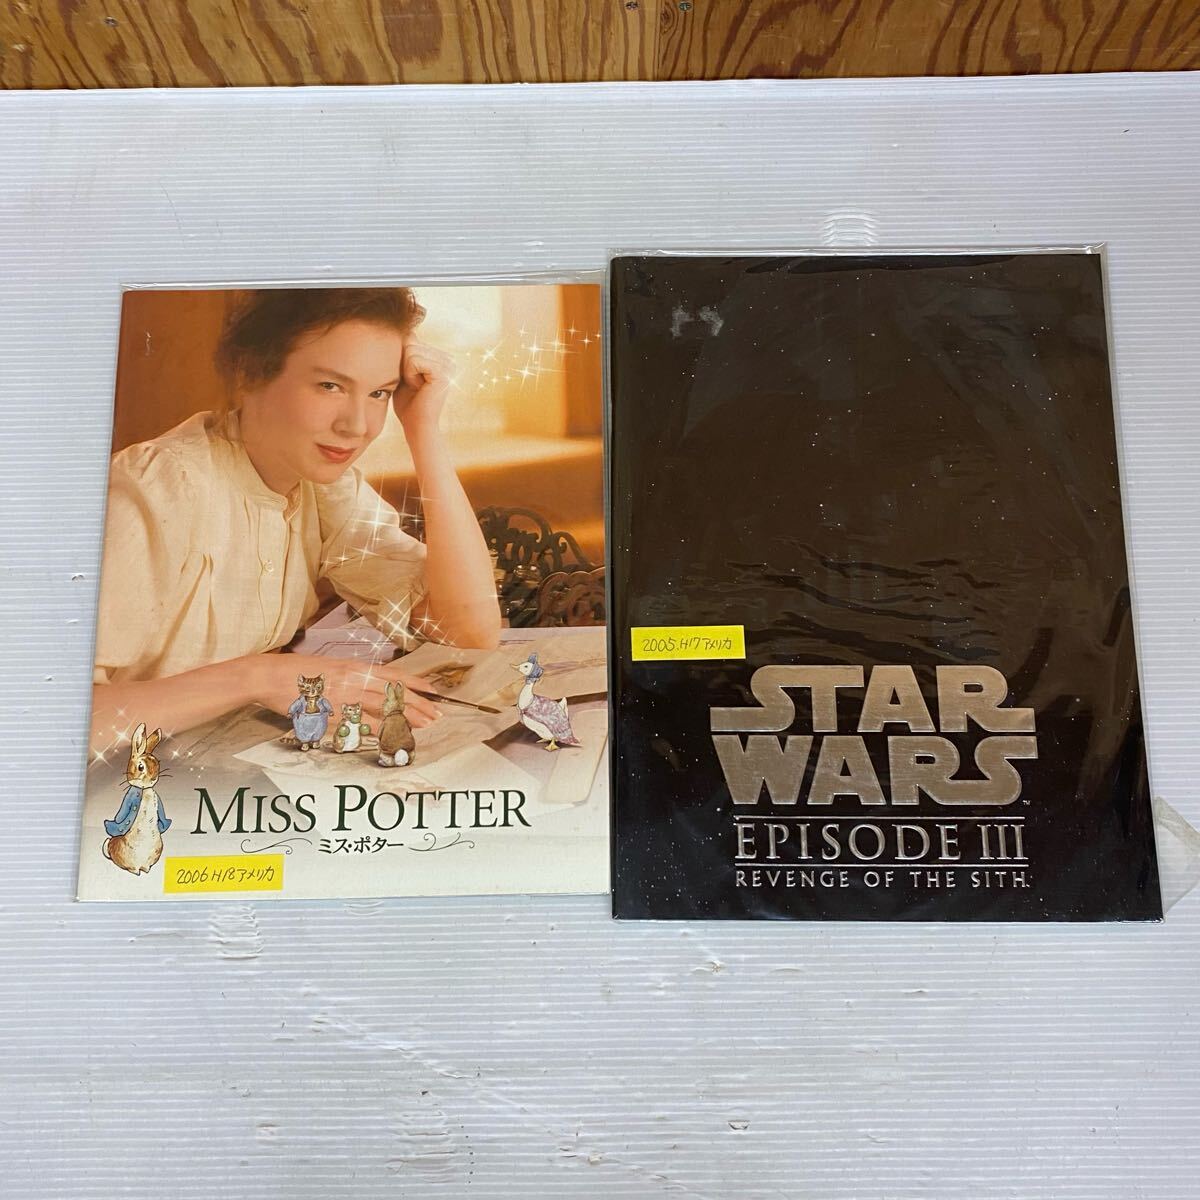 MISS POTTER
ミス・ポター
2006 H18アメリカ
2005.H17アメリカ
STAR
WARS
TM
EPISODE III
REVENGE OF THE SITH